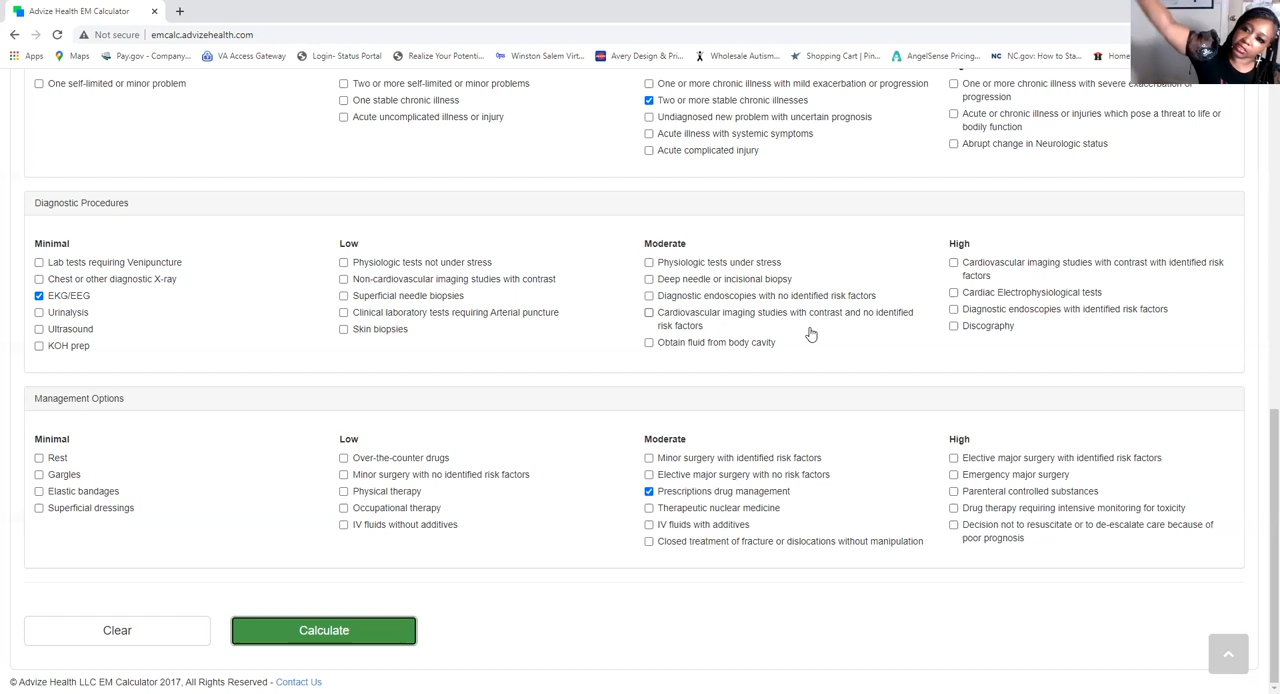 Advize Health EM Calculator
Not secure emcalc.advizehealth.com
Apps Maps Pay.gov - Company... VA Access Gateway Login- Status Portal Realize Your Potenti... Winston Salem Virt... Avery Design & Pri... Wholesale Autism... Shopping Cart | Pin... AngelSense Pricing... NC.gov: How to Sta... Home
One self-limited or minor problem
Two or more self-limited or minor problems
One stable chronic illness
Acute uncomplicated illness or injury
One or more chronic illness with mild exacerbation or progression
Two or more stable chronic illnesses
Undiagnosed new problem with uncertain prognosis
Acute illness with systemic symptoms
Acute complicated injury
One or more chronic illness with severe exacerbation or
progression
Acute or chronic illness or injuries which pose a threat to life or
bodily function
Abrupt change in Neurologic status
Diagnostic Procedures
Minimal
Lab tests requiring Venipuncture
Chest or other diagnostic X-ray
EKG/EEG
Urinalysis
Ultrasound
KOH prep
Low
Physiologic tests not under stress
Non-cardiovascular imaging studies with contrast
Superficial needle biopsies
Clinical laboratory tests requiring Arterial puncture
Skin biopsies
Moderate
Physiologic tests under stress
Deep needle or incisional biopsy
Diagnostic endoscopies with no identified risk factors
Cardiovascular imaging studies with contrast and no identified
risk factors
Obtain fluid from body cavity
High
Cardiovascular imaging studies with contrast with identified risk
factors
Cardiac Electrophysiological tests
Diagnostic endoscopies with identified risk factors
Discography
Management Options
Minimal
Rest
Gargles
Elastic bandages
Superficial dressings
Low
Over-the-counter drugs
Minor surgery with no identified risk factors
Physical therapy
Occupational therapy
IV fluids without additives
Moderate
Minor surgery with identified risk factors
Elective major surgery with no risk factors
Prescriptions drug management
Therapeutic nuclear medicine
IV fluids with additives
Closed treatment of fracture or dislocations without manipulation
High
Elective major surgery with identified risk factors
Emergency major surgery
Parenteral controlled substances
Drug therapy requiring intensive monitoring for toxicity
Decision not to resuscitate or to de-escalate care because of
poor prognosis
Clear
Calculate
© Advize Health LLC EM Calculator 2017, All Rights Reserved - Contact Us